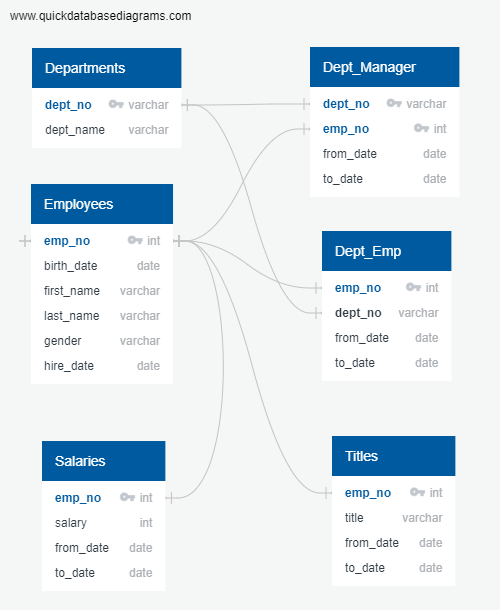 www.quickdatabasediagrams.com
Departments
dept_no varchar
dept_name varchar
Dept_Manager
dept_no varchar
emp_no int
from_date date
to_date date
Employees
emp_no int
birth_date date
first_name varchar
last_name varchar
gender varchar
hire_date date
Dept_Emp
emp_no int
dept_no varchar
from_date date
to_date date
Salaries
emp_no int
salary int
from_date date
to_date date
Titles
emp_no int
title varchar
from_date date
to_date date